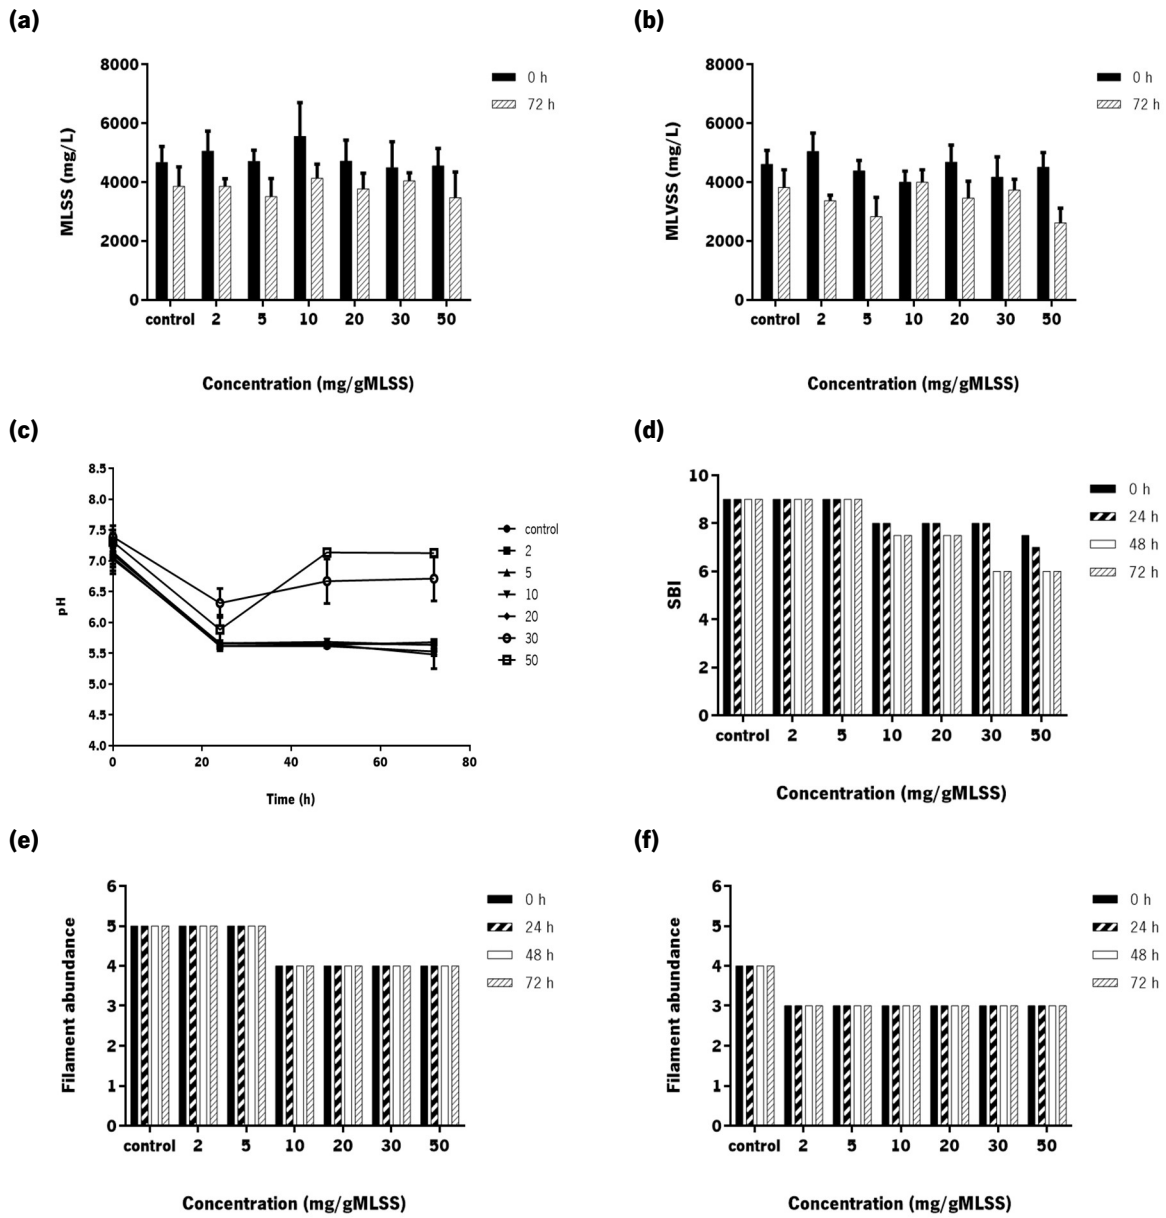 (a)
MLSS (mg/L)
8000
6000
4000
2000
0
control 2 5 10 20 30 50
Concentration (mg/gMLSS)
0 h
72 h
(b)
MLVSS (mg/L)
8000
6000
4000
2000
0
control 2 5 10 20 30 50
Concentration (mg/gMLSS)
0 h
72 h
(c)
pH
8.5
8.0
7.5
7.0
6.5
6.0
5.5
5.0
4.5
4.0
0 20 40 60 80
Time (h)
control
2
5
10
20
30
50
(d)
SBI
10
8
6
4
2
0
control 2 5 10 20 30 50
Concentration (mg/gMLSS)
0 h
24 h
48 h
72 h
(e)
Filament abundance
6
5
4
3
2
1
0
control 2 5 10 20 30 50
Concentration (mg/gMLSS)
0 h
24 h
48 h
72 h
(f)
Filament abundance
6
5
4
3
2
1
0
control 2 5 10 20 30 50
Concentration (mg/gMLSS)
0 h
24 h
48 h
72 h